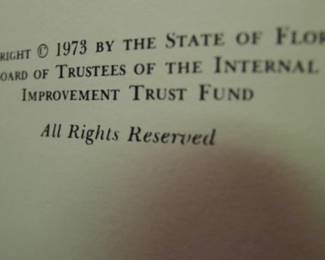 RIGHT © 1973 BY THE STATE OF FLOR
OARD OF TRUSTEES OF THE INTERNAL
IMPROVEMENT TRUST FUND
All Rights Reserved